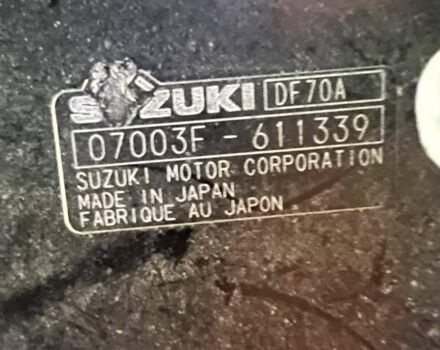 SUZUKI DF70A
07003F - 611339
SUZUKI MOTOR CORPORATION
MADE IN JAPAN
FABRIQUE AU JAPON